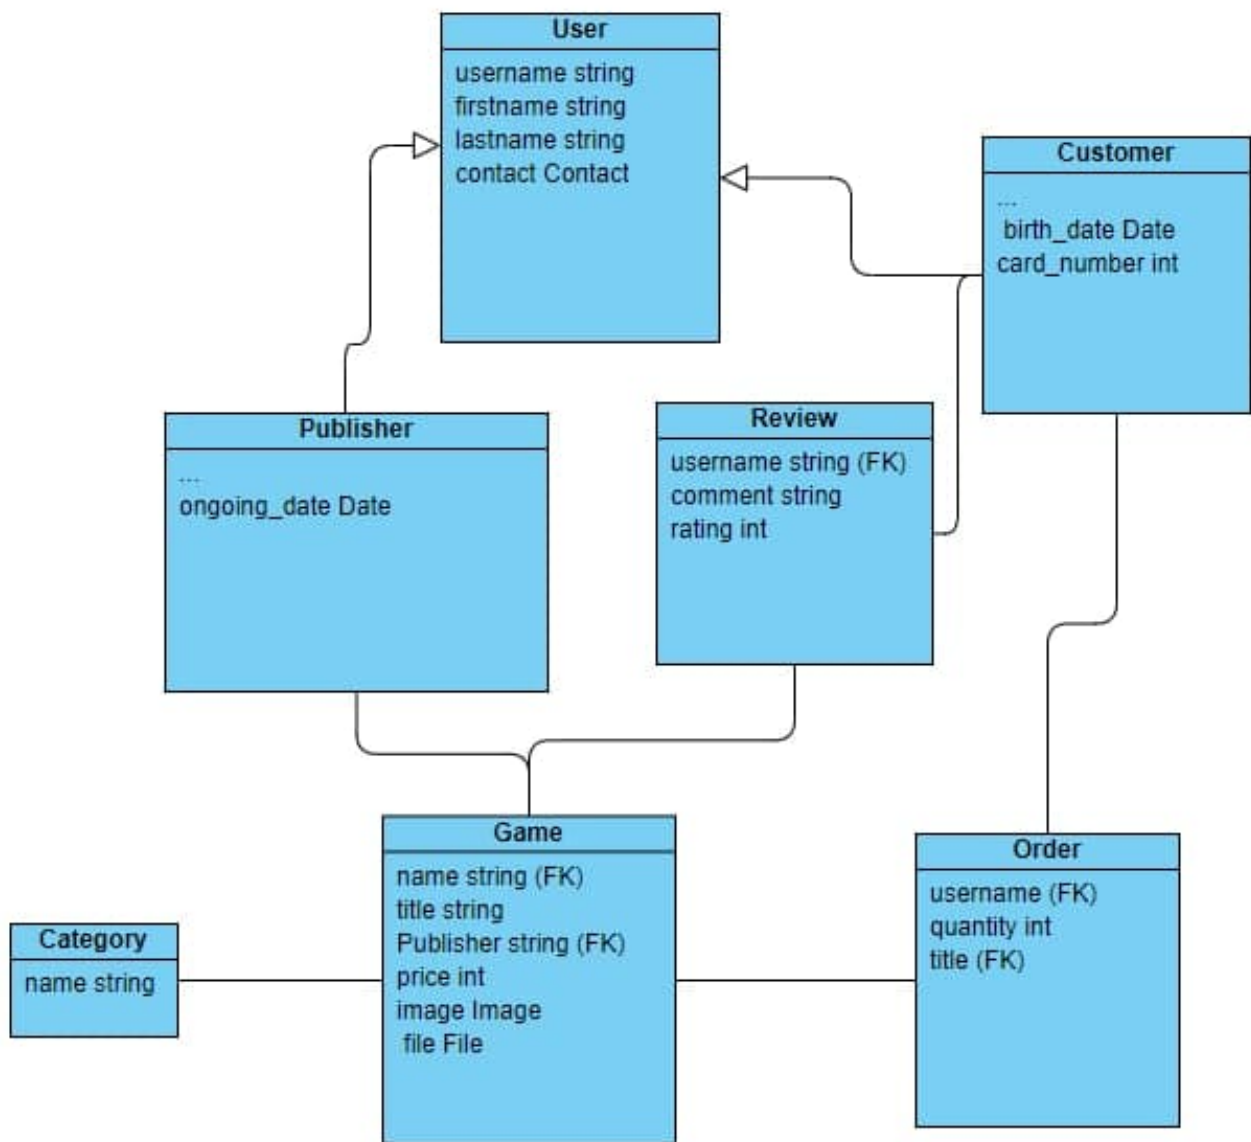 User
username string
firstname string
lastname string
contact Contact
Customer
...
birth_date Date
card_number int
Publisher
...
ongoing_date Date
Review
username string (FK)
comment string
rating int
Game
name string (FK)
title string
Publisher string (FK)
price int
image Image
file File
Order
username (FK)
quantity int
title (FK)
Category
name string